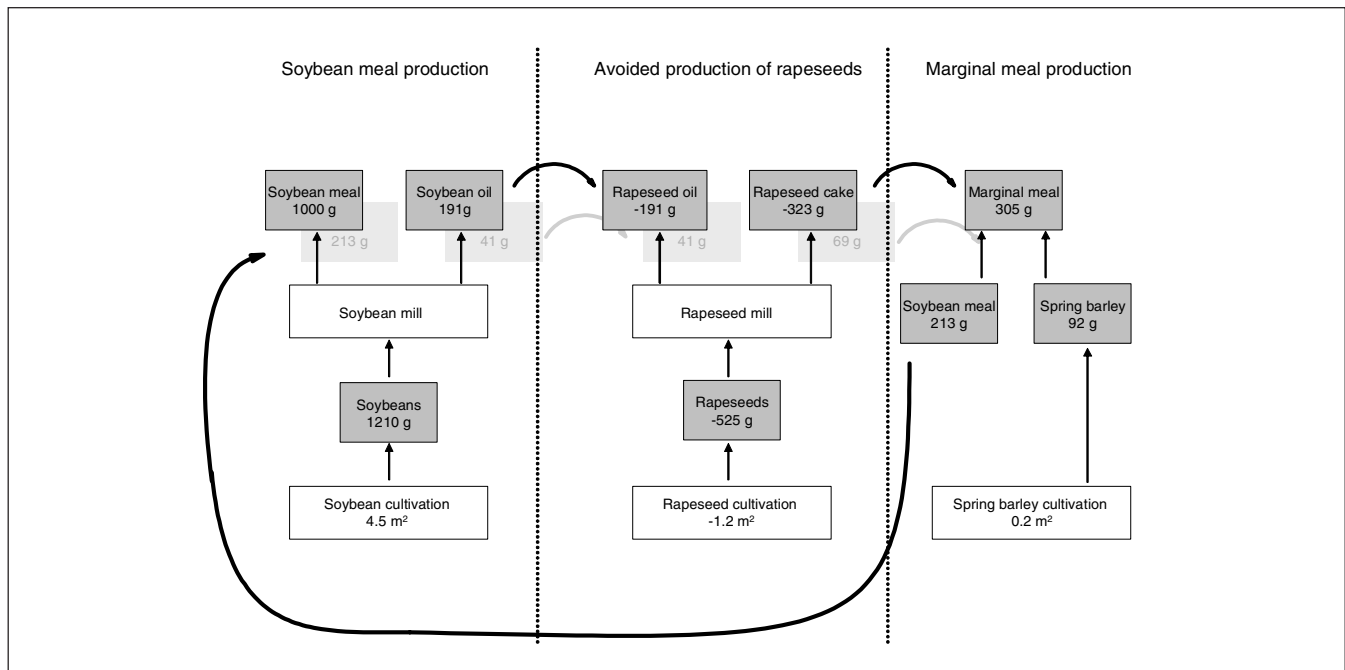 Soybean meal production
Avoided production of rapeseeds
Marginal meal production
Soybean meal
1000 g
Soybean oil
191g
Rapeseed oil
-191 g
Rapeseed cake
-323 g
Marginal meal
305 g
213 g
41 g
41 g
69 g
Soybean mill
Rapeseed mill
Soybean meal
213 g
Spring barley
92 g
Soybeans
1210 g
Rapeseeds
-525 g
Soybean cultivation
4.5 m²
Rapeseed cultivation
-1.2 m²
Spring barley cultivation
0.2 m²